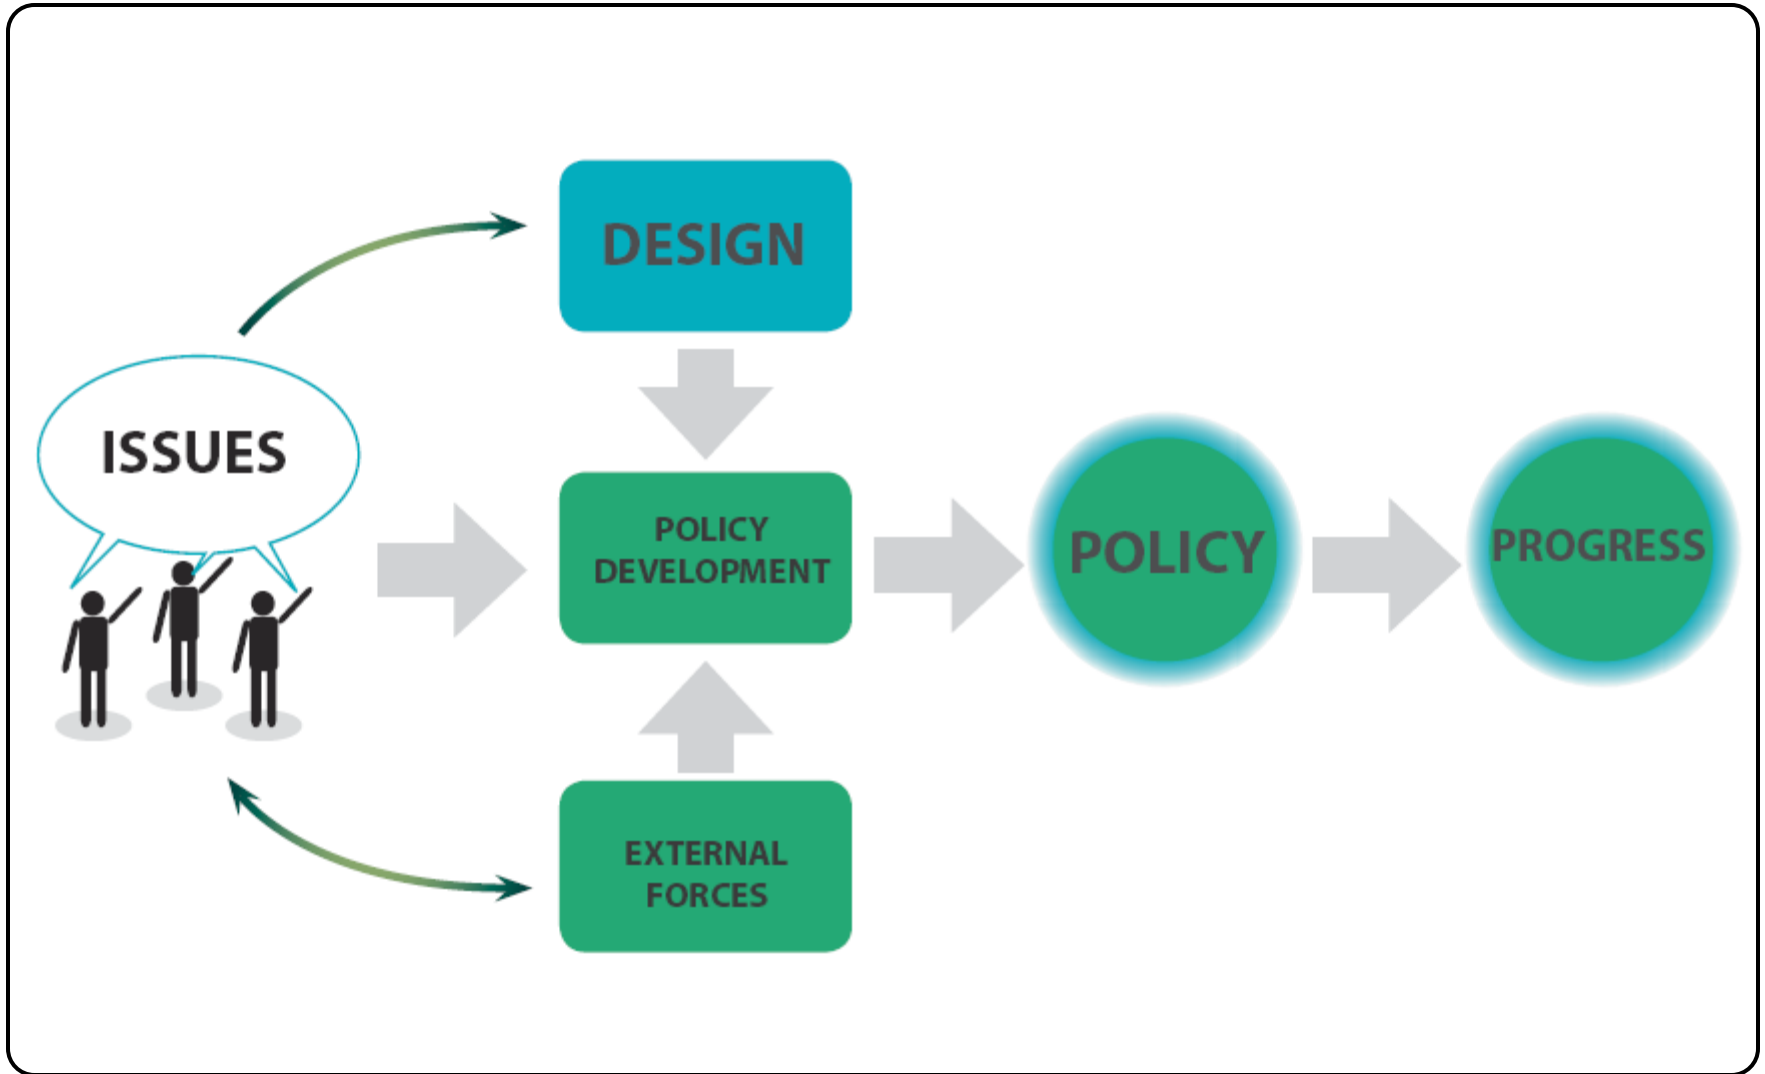 DESIGN
ISSUES
POLICY
DEVELOPMENT
POLICY
PROGRESS
EXTERNAL
FORCES